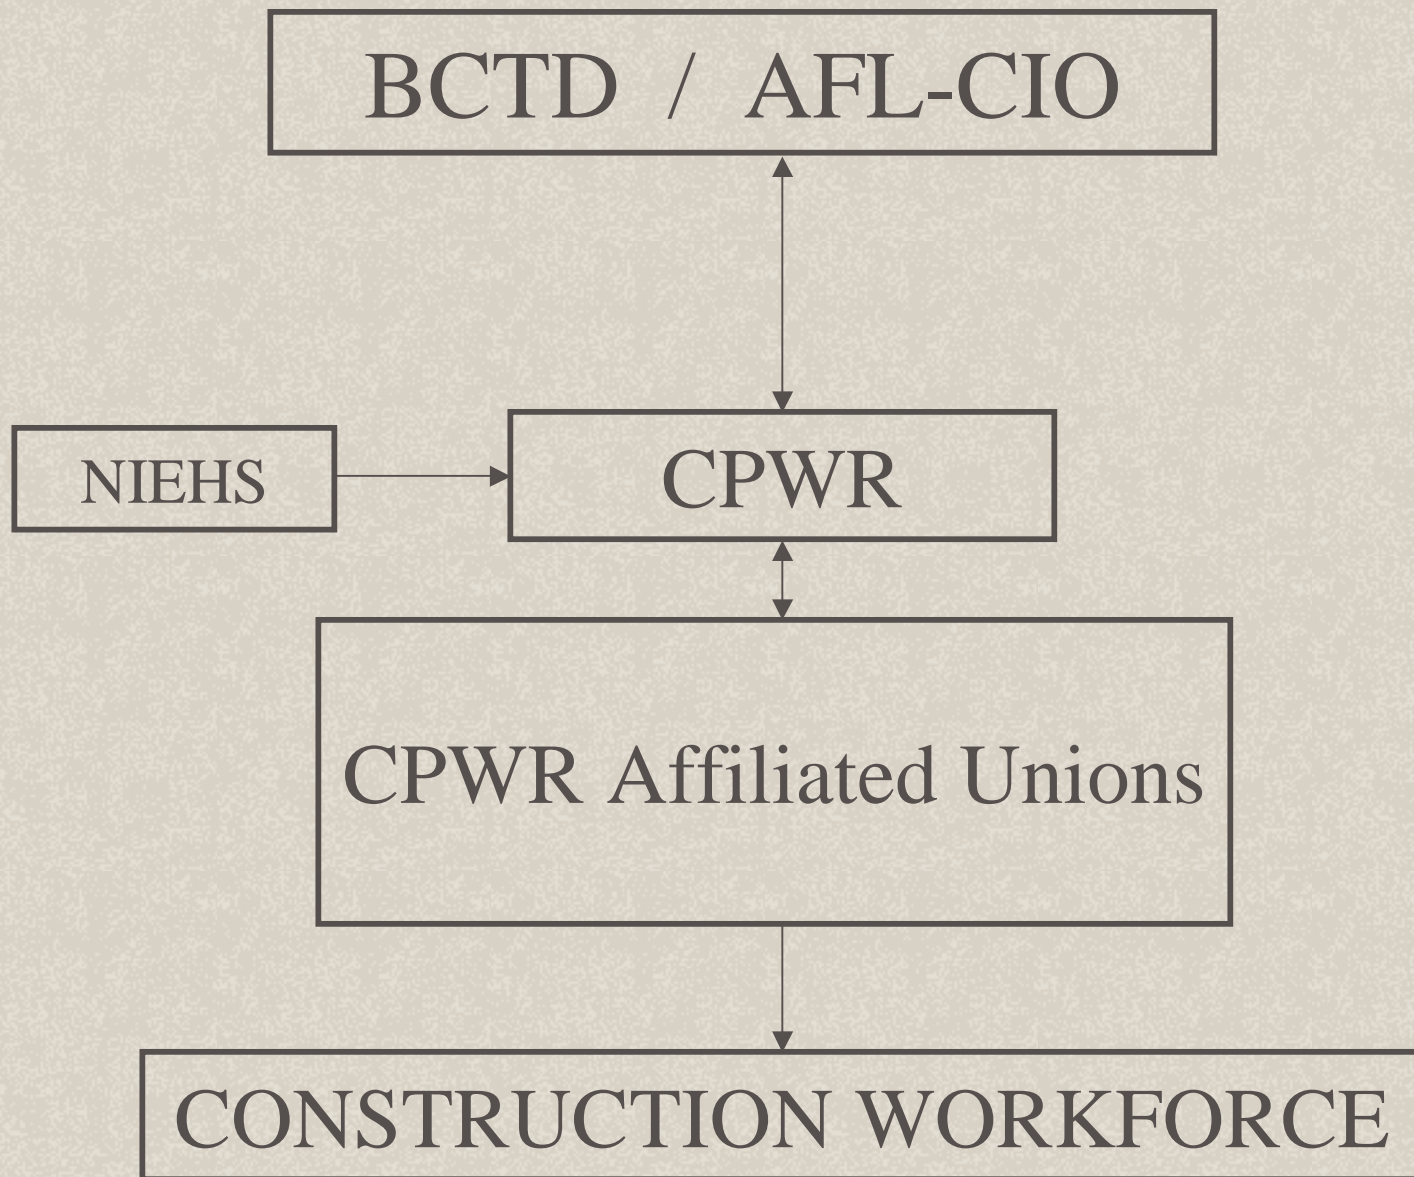 BCTD / AFL-CIO
NIEHS
CPWR
CPWR Affiliated Unions
CONSTRUCTION WORKFORCE